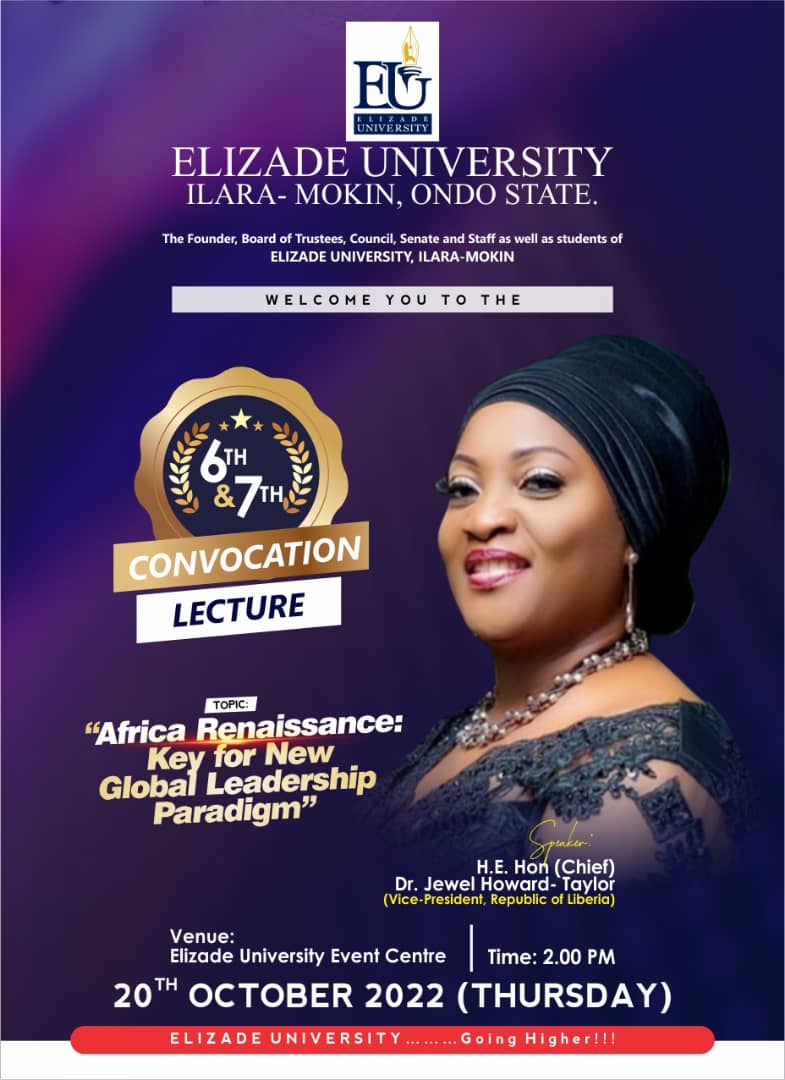 EU
ELIZADE
UNIVERSITY
ELIZADE UNIVERSITY
ILARA- MOKIN, ONDO STATE.
The Founder, Board of Trustees, Council, Senate and Staff as well as students of
ELIZADE UNIVERSITY, ILARA-MOKIN
WELCOME YOU TO THE
6TH
&7TH
CONVOCATION
LECTURE
TOPIC:
“Africa Renaissance:
Key for New
Global Leadership
Paradigm”
Speaker:
H.E. Hon (Chief)
Dr. Jewel Howard- Taylor
(Vice-President, Republic of Liberia)
Venue:
Elizade University Event Centre
Time: 2.00 PM
20TH OCTOBER 2022 (THURSDAY)
ELIZADE UNIVERSITY.........Going Higher!!!